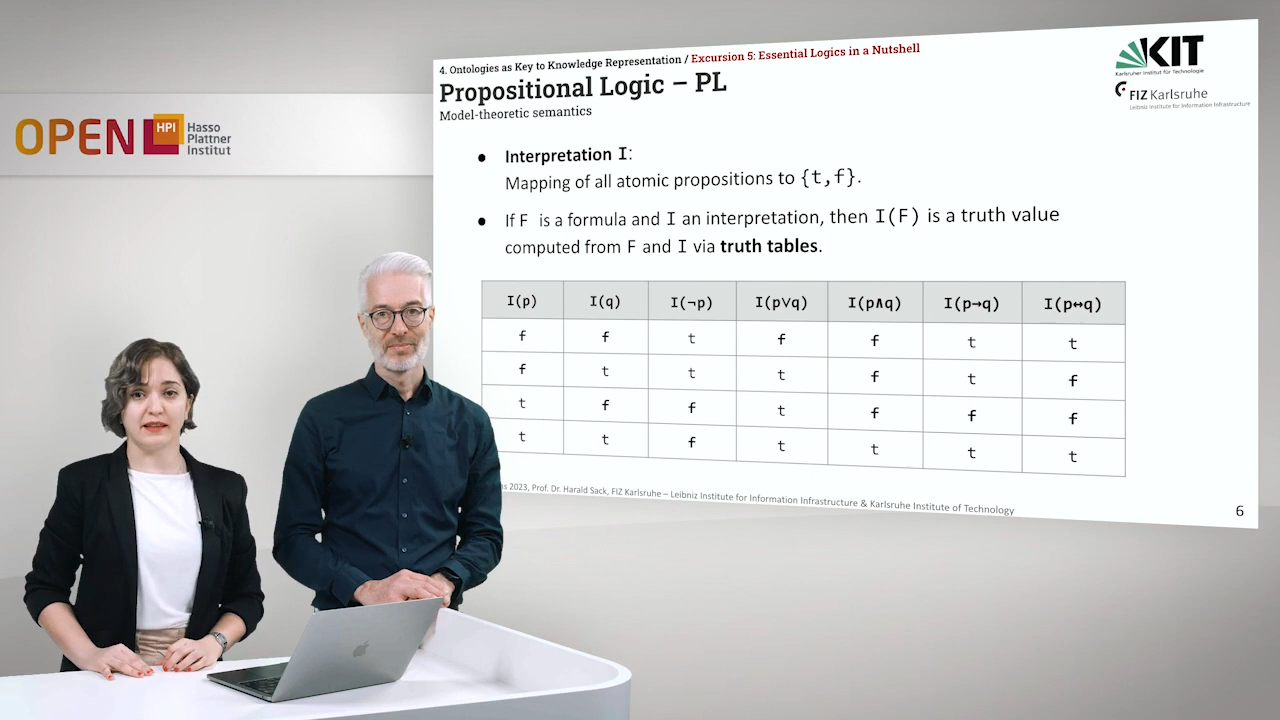 OPEN HPI Hasso
Plattner
Institut
4. Ontologies as Key to Knowledge Representation / Excursion 5: Essential Logics in a Nutshell
Propositional Logic – PL
Model-theoretic semantics
KIT
Karlsruher Institut für Technologie
FIZ Karlsruhe
Leibniz Institute for Information Infrastructure
● Interpretation I:
Mapping of all atomic propositions to {t,f}.
● If F is a formula and I an interpretation, then I(F) is a truth value
computed from F and I via truth tables.
I(p) I(q) I(¬p) I(p∨q) I(p∧q) I(p→q) I(p↔q)
f f t f f t t
f t t t f t f
t f f t f f f
t t f t t t t
2023, Prof. Dr. Harald Sack, FIZ Karlsruhe – Leibniz Institute for Information Infrastructure & Karlsruhe Institute of Technology
6